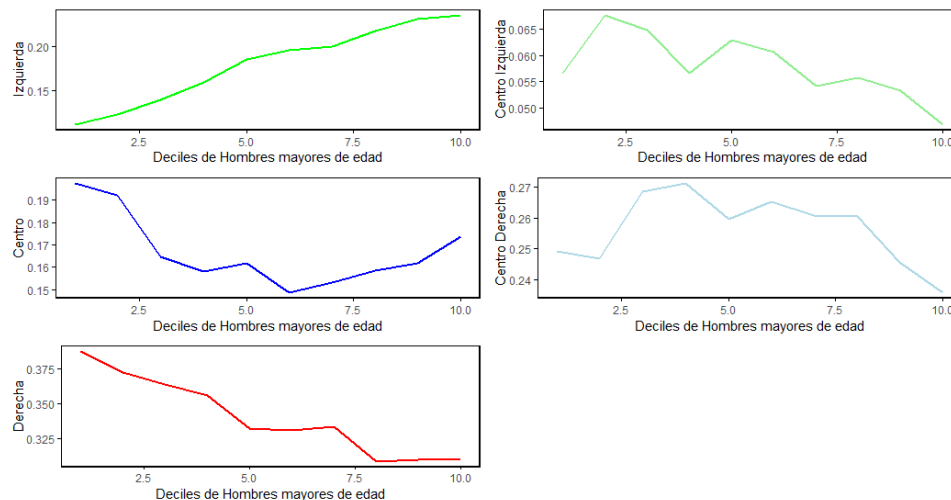 Izquierda
0.20
0.15
2.5 5.0 7.5 10.0
Deciles de Hombres mayores de edad
Centro Izquierda
0.065
0.060
0.055
0.050
2.5 5.0 7.5 10.0
Deciles de Hombres mayores de edad
Centro
0.19
0.18
0.17
0.16
0.15
2.5 5.0 7.5 10.0
Deciles de Hombres mayores de edad
Centro Derecha
0.27
0.26
0.25
0.24
2.5 5.0 7.5 10.0
Deciles de Hombres mayores de edad
Derecha
0.375
0.350
0.325
2.5 5.0 7.5 10.0
Deciles de Hombres mayores de edad